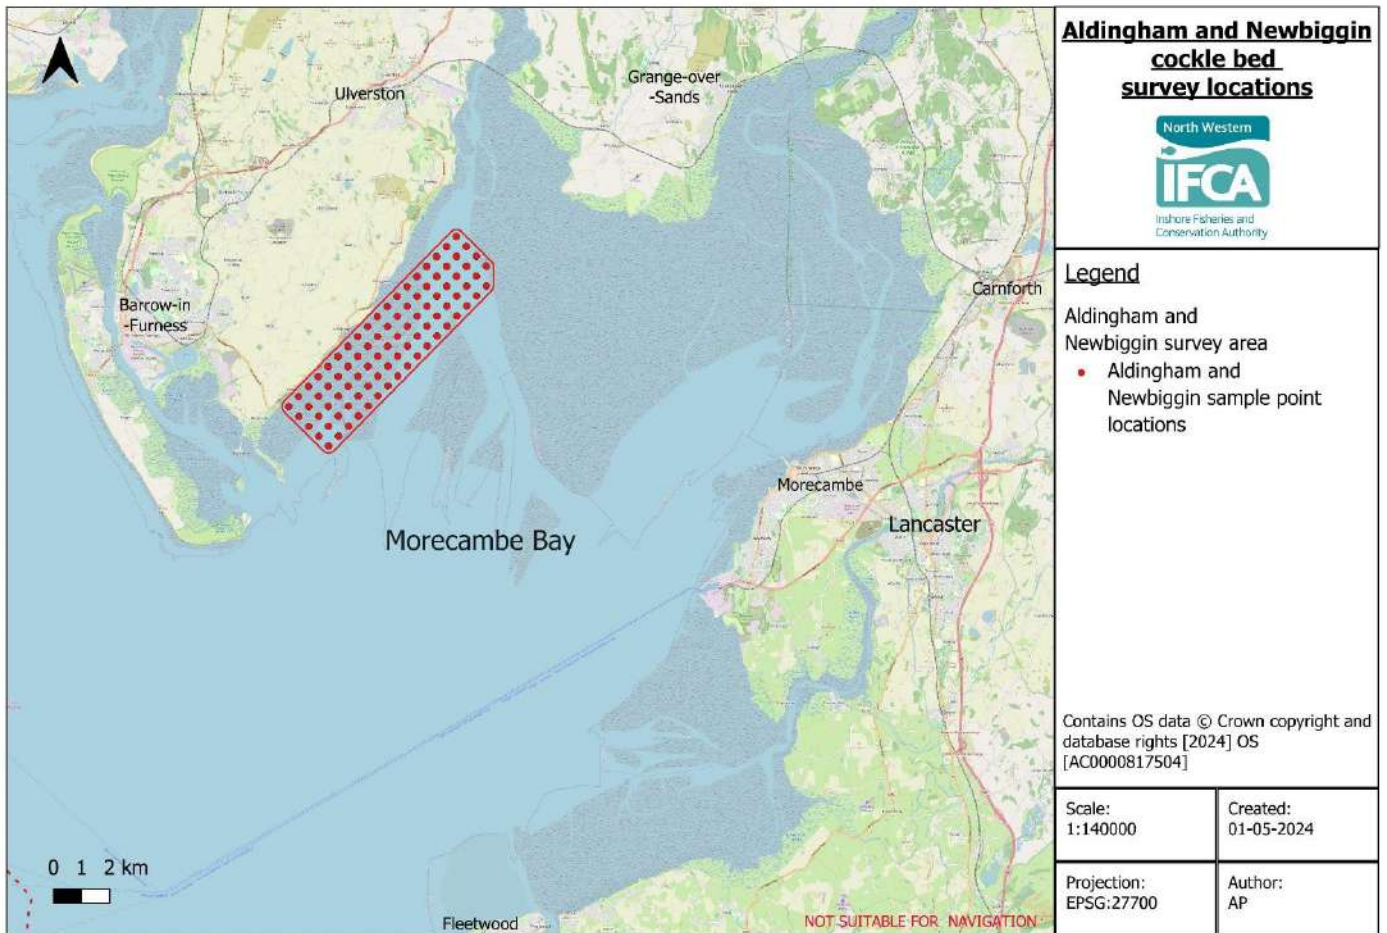 Ulverston
Grange-over
-Sands
Barrow-in
-Furness
Carnforth
Morecambe
Lancaster
Morecambe Bay
Fleetwood
0 1 2 km
NOT SUITABLE FOR NAVIGATION
Aldingham and Newbiggin
cockle bed
survey locations
North Western
IFCA
Inshore Fisheries and
Conservation Authority
Legend
Aldingham and
Newbiggin survey area
Aldingham and
Newbiggin sample point
locations
Contains OS data © Crown copyright and
database rights [2024] OS
[AC0000817504]
Scale:
1:140000
Created:
01-05-2024
Projection:
EPSG:27700
Author:
AP